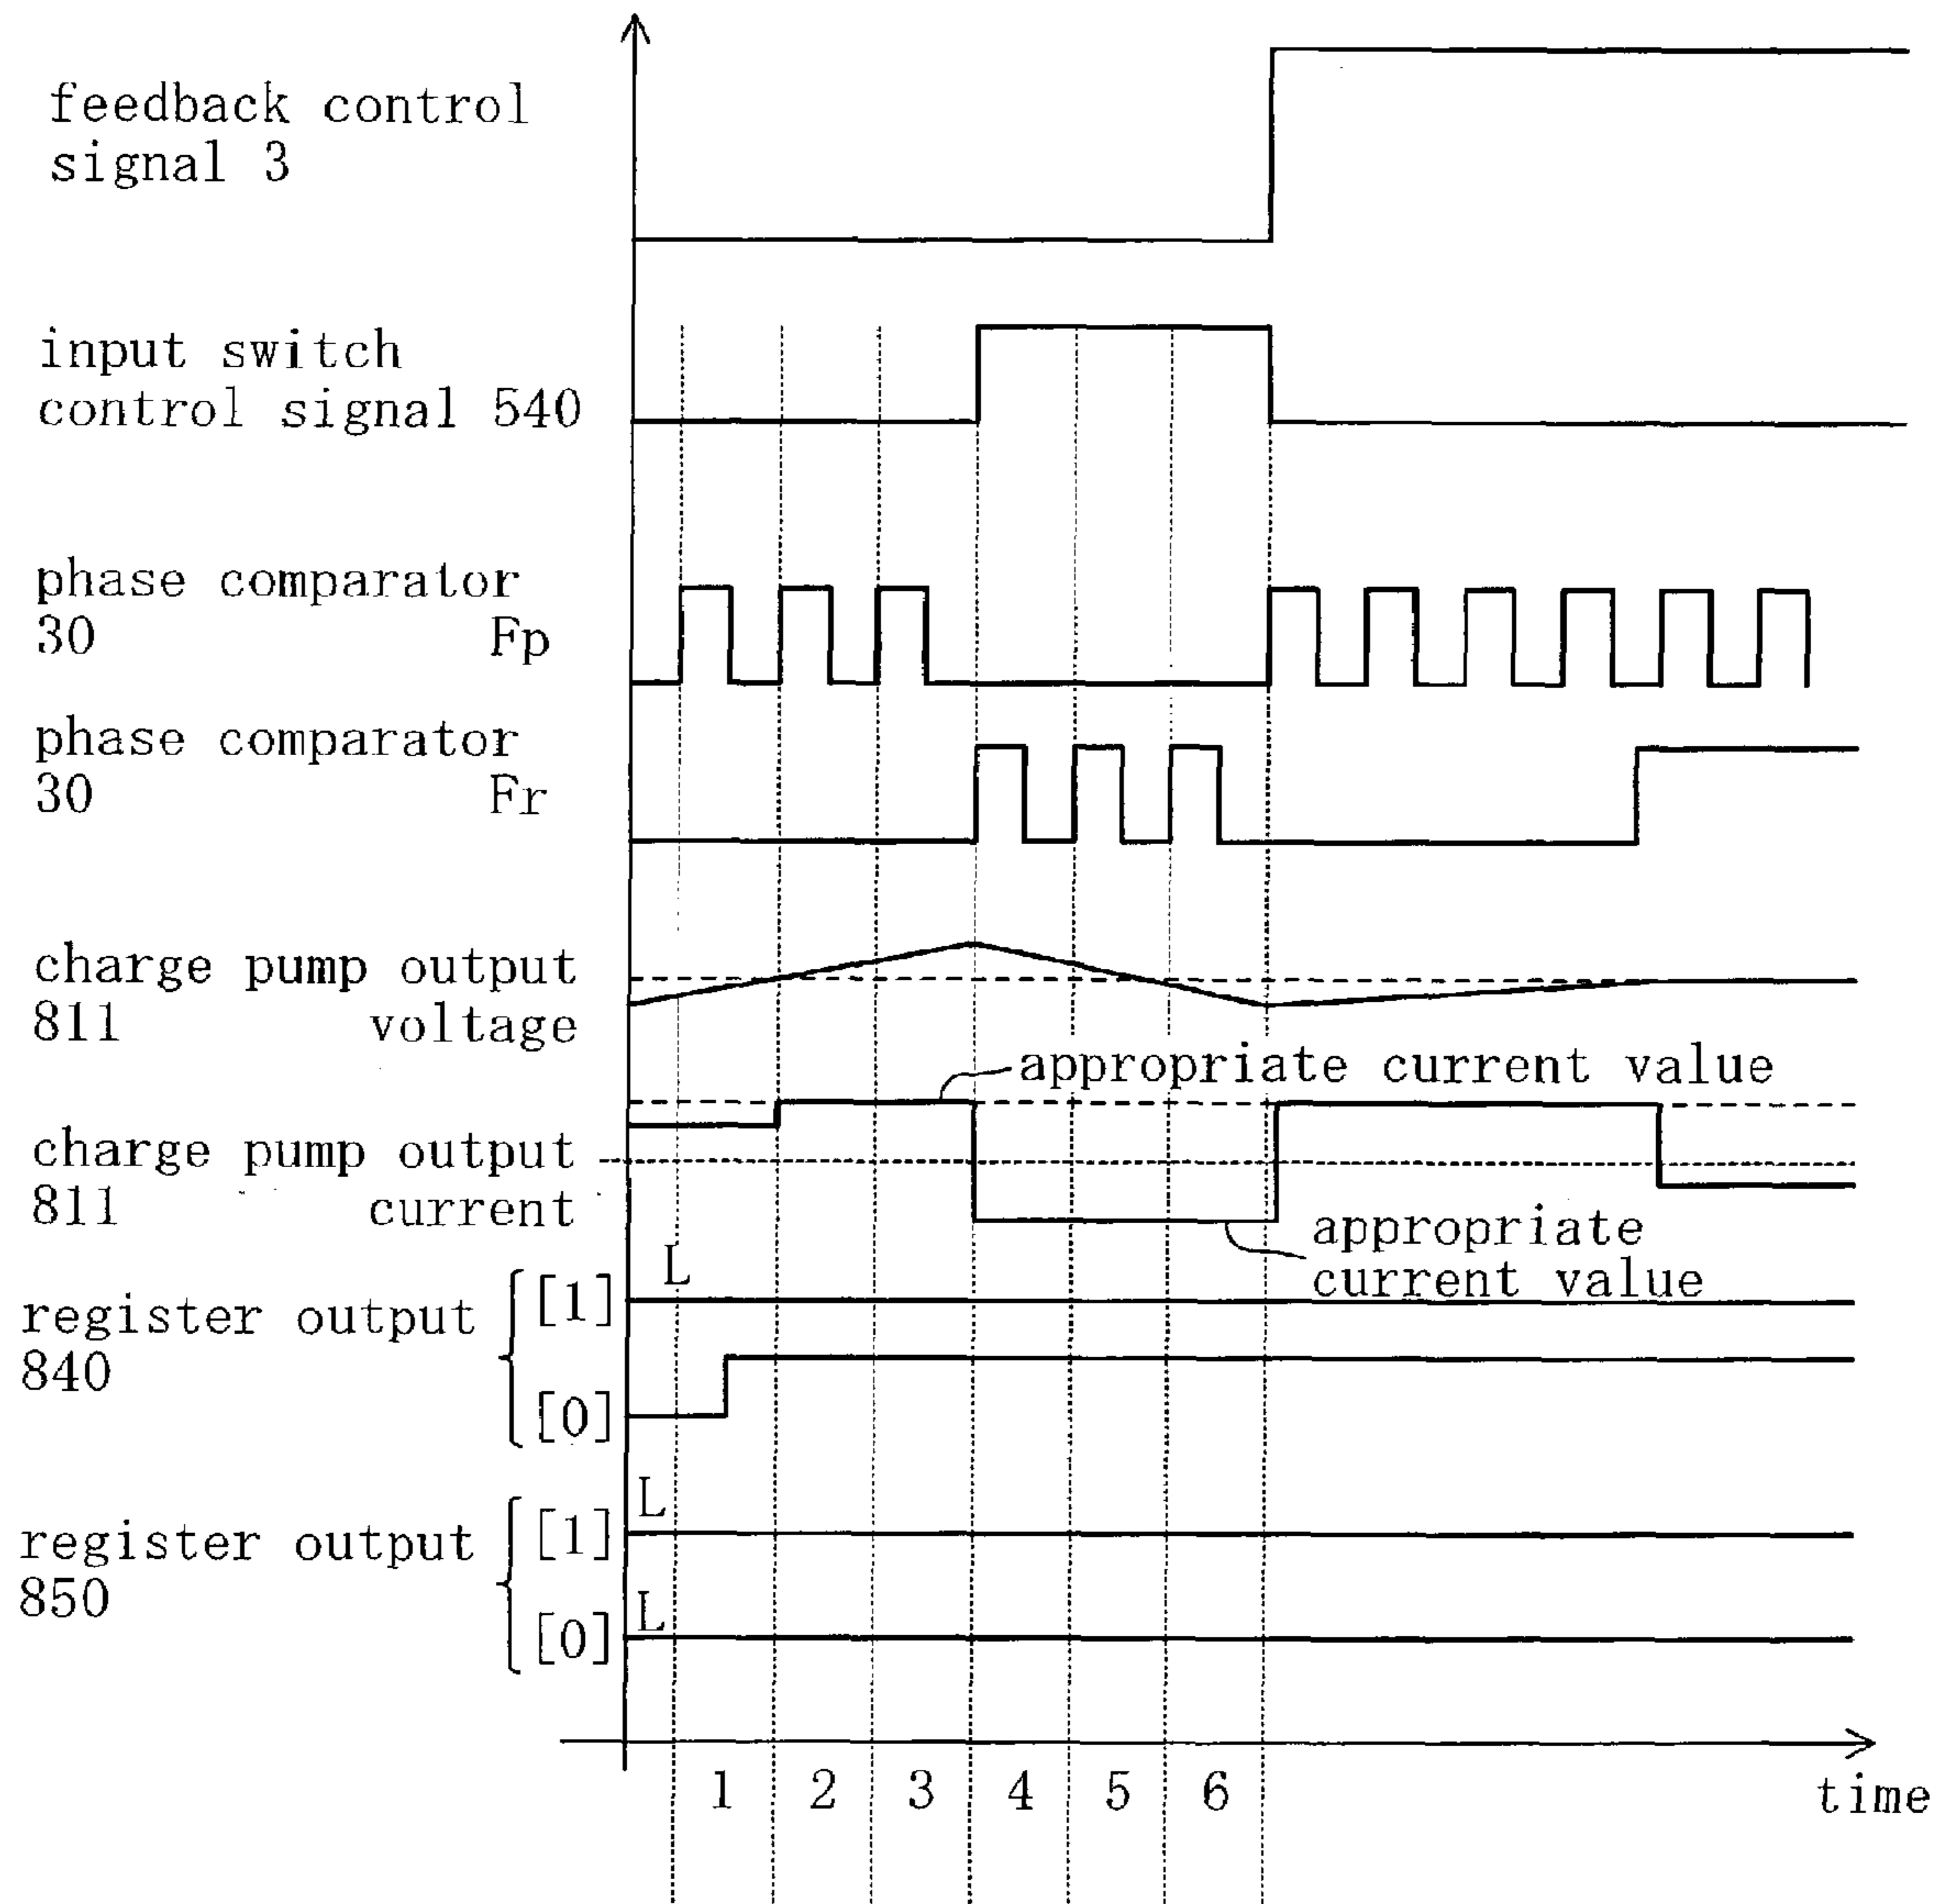 feedback control
signal 3
input switch
control signal 540
phase comparator
30 Fp
phase comparator
30 Fr
charge pump output
811 voltage
appropriate current value
charge pump output
811 current
appropriate
current value
L
register output [1]
840
[0]
L
register output [1]
850
L
[0]
1 2 3 4 5 6
time